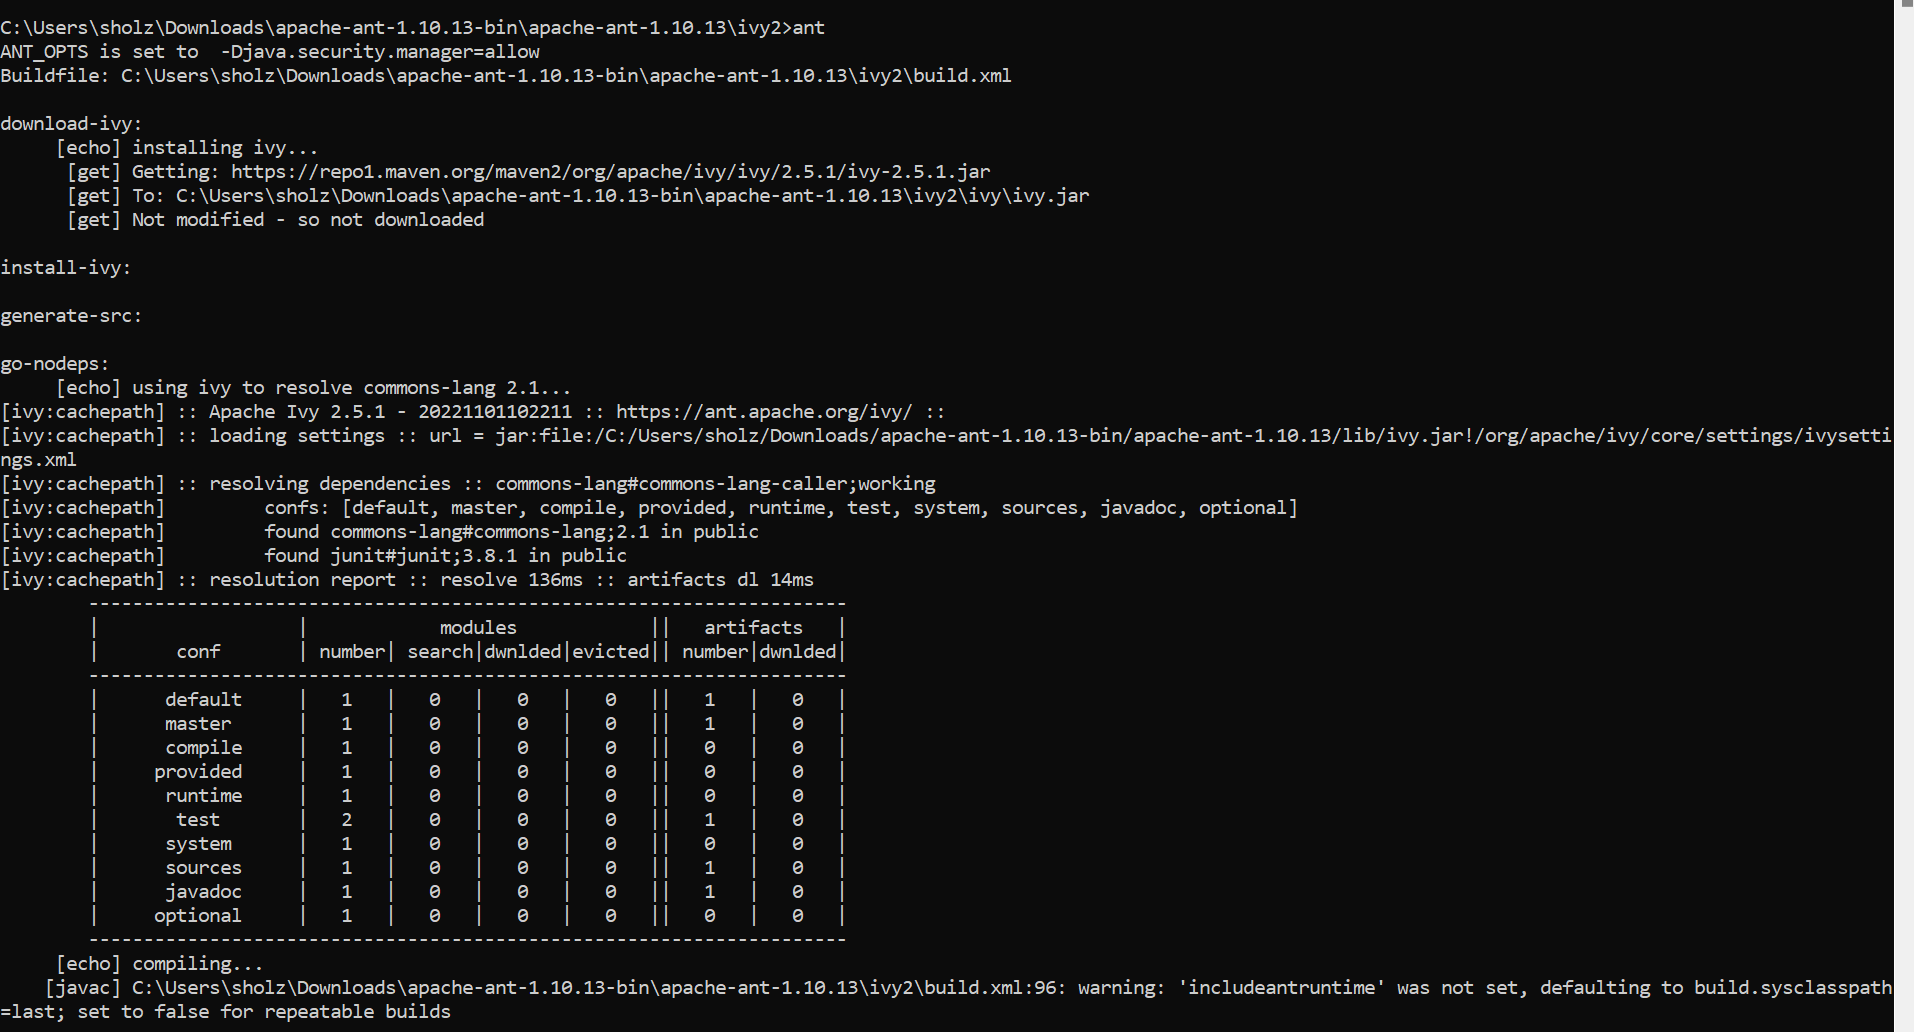 C:\Users\sholz\Downloads\apache-ant-1.10.13-bin\apache-ant-1.10.13\ivy2>ant
ANT_OPTS is set to  -Djava.security.manager=allow
Buildfile: C:\Users\sholz\Downloads\apache-ant-1.10.13-bin\apache-ant-1.10.13\ivy2\build.xml

download-ivy:
     [echo] installing ivy...
      [get] Getting: https://repo1.maven.org/maven2/org/apache/ivy/ivy/2.5.1/ivy-2.5.1.jar
      [get] To: C:\Users\sholz\Downloads\apache-ant-1.10.13-bin\apache-ant-1.10.13\ivy2\ivy\ivy.jar
      [get] Not modified - so not downloaded

install-ivy:

generate-src:

go-nodeps:
     [echo] using ivy to resolve commons-lang 2.1...
[ivy:cachepath] :: Apache Ivy 2.5.1 - 20221101102211 :: https://ant.apache.org/ivy/ ::
[ivy:cachepath] :: loading settings :: url = jar:file:/C:/Users/sholz/Downloads/apache-ant-1.10.13-bin/apache-ant-1.10.13/lib/ivy.jar!/org/apache/ivy/core/settings/ivysetti
ngs.xml
[ivy:cachepath] :: resolving dependencies :: commons-lang#commons-lang-caller;working
[ivy:cachepath]         confs: [default, master, compile, provided, runtime, test, system, sources, javadoc, optional]
[ivy:cachepath]         found commons-lang#commons-lang;2.1 in public
[ivy:cachepath]         found junit#junit;3.8.1 in public
[ivy:cachepath] :: resolution report :: resolve 136ms :: artifacts dl 14ms
        ---------------------------------------------------------------------
        |                  |            modules            ||   artifacts   |
        |       conf       | number| search|dwnlded|evicted|| number|dwnlded|
        ---------------------------------------------------------------------
        |      default     |   1   |   0   |   0   |   0   ||   1   |   0   |
        |      master      |   1   |   0   |   0   |   0   ||   1   |   0   |
        |      compile     |   1   |   0   |   0   |   0   ||   0   |   0   |
        |     provided     |   1   |   0   |   0   |   0   ||   0   |   0   |
        |      runtime     |   1   |   0   |   0   |   0   ||   0   |   0   |
        |       test       |   2   |   0   |   0   |   0   ||   1   |   0   |
        |      system      |   1   |   0   |   0   |   0   ||   0   |   0   |
        |      sources     |   1   |   0   |   0   |   0   ||   1   |   0   |
        |      javadoc     |   1   |   0   |   0   |   0   ||   1   |   0   |
        |     optional     |   1   |   0   |   0   |   0   ||   0   |   0   |
        ---------------------------------------------------------------------
     [echo] compiling...
    [javac] C:\Users\sholz\Downloads\apache-ant-1.10.13-bin\apache-ant-1.10.13\ivy2\build.xml:96: warning: 'includeantruntime' was not set, defaulting to build.sysclasspath
=last; set to false for repeatable builds